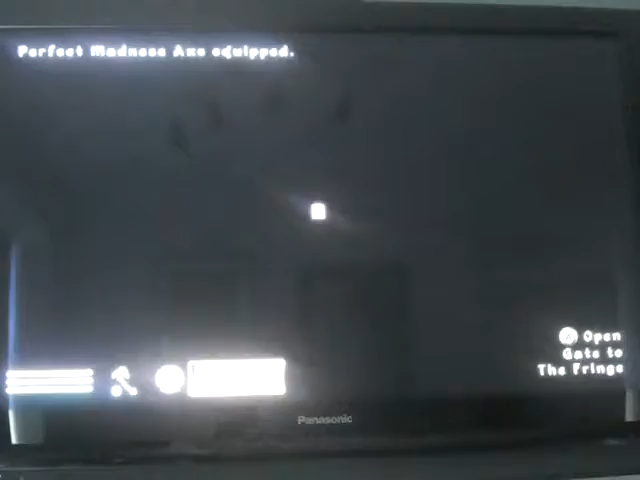 Perfect Madness Axe equipped.
A Open
Gate to
The Fringe
Panasonic